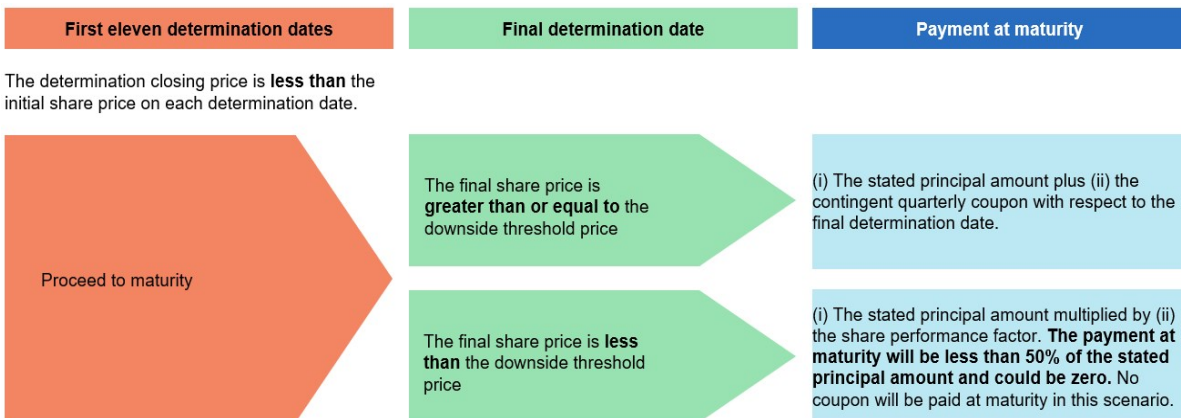 First eleven determination dates
Final determination date
Payment at maturity
The determination closing price is less than the
initial share price on each determination date.
Proceed to maturity
The final share price is
greater than or equal to the
downside threshold price
(i) The stated principal amount plus (ii) the
contingent quarterly coupon with respect to the
final determination date.
The final share price is less
than the downside threshold
price
(i) The stated principal amount multiplied by (ii)
the share performance factor. The payment at
maturity will be less than 50% of the stated
principal amount and could be zero. No
coupon will be paid at maturity in this scenario.